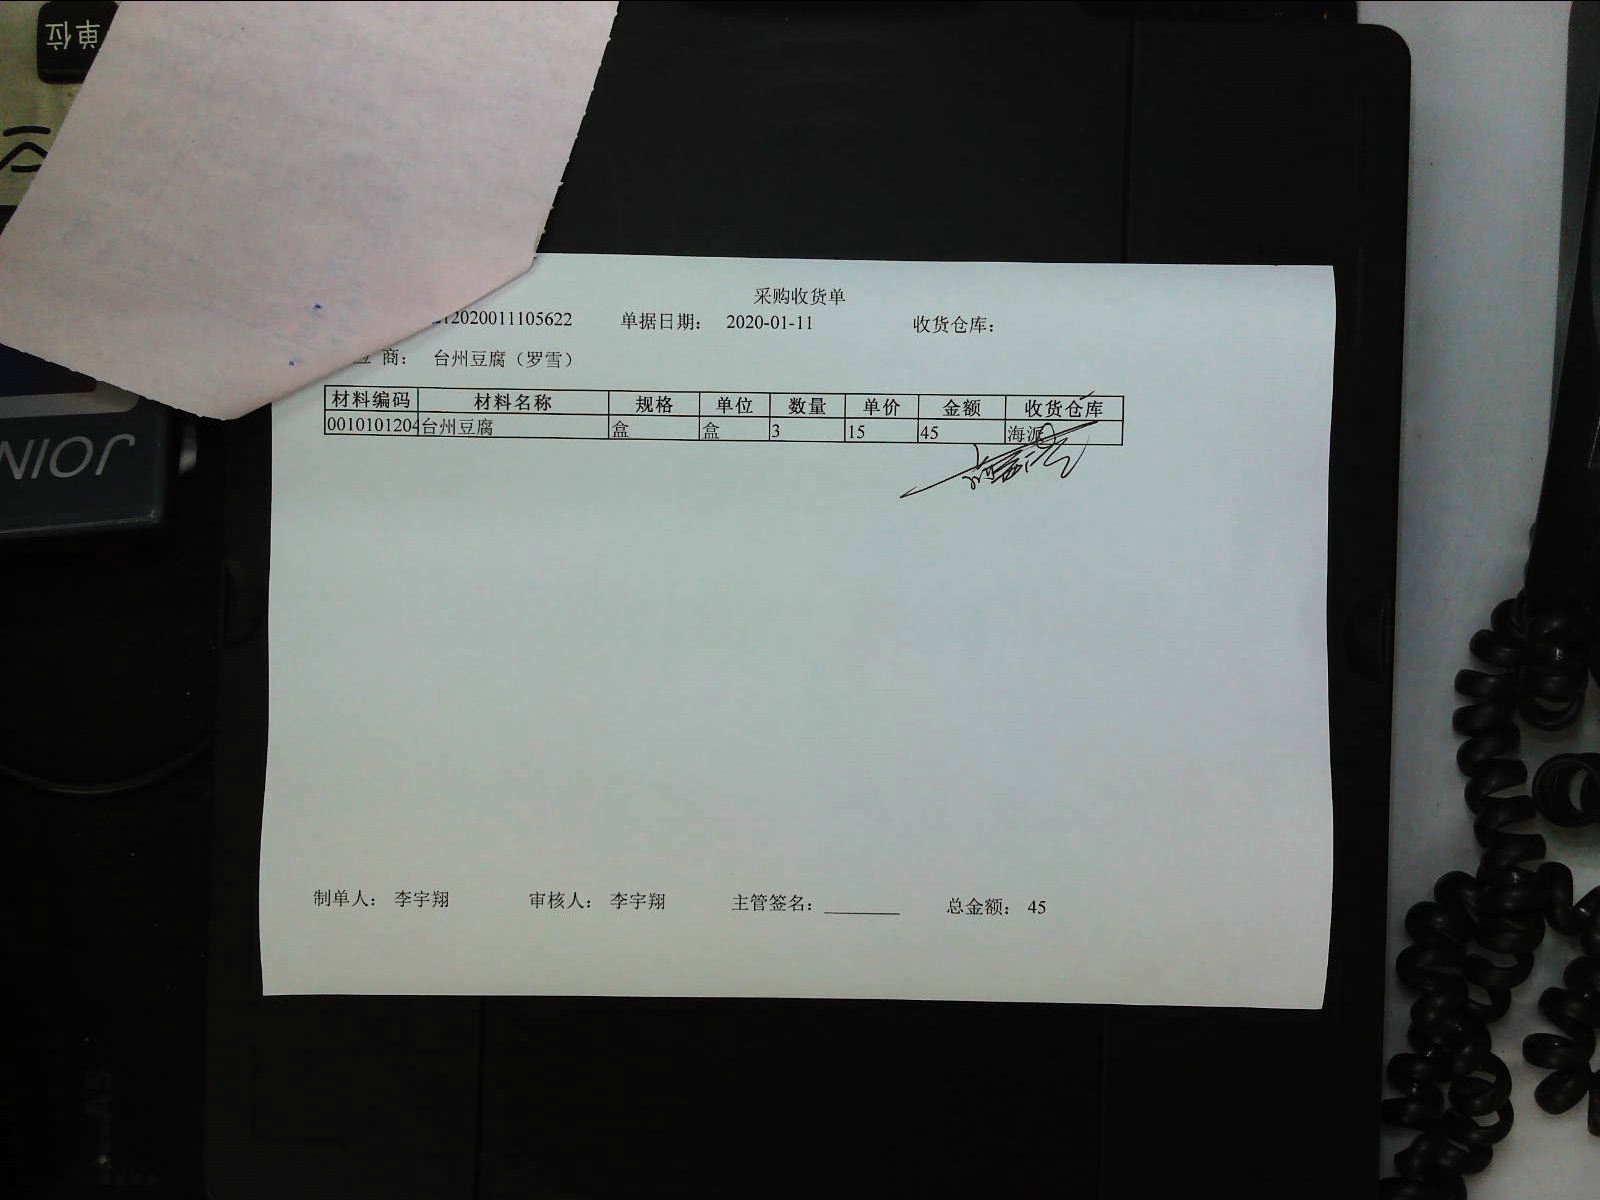 单位
采购收货单
12020011105622 单据日期： 2020-01-11 收货仓库：
商： 台州豆腐（罗雪）
材料编码 材料名称 规格 单位 数量 单价 金额 收货仓库
0010101204 台州豆腐 盒 盒 3 15 45 海派
JOIN
制单人： 李宇翔 审核人： 李宇翔 主管签名： 总金额： 45